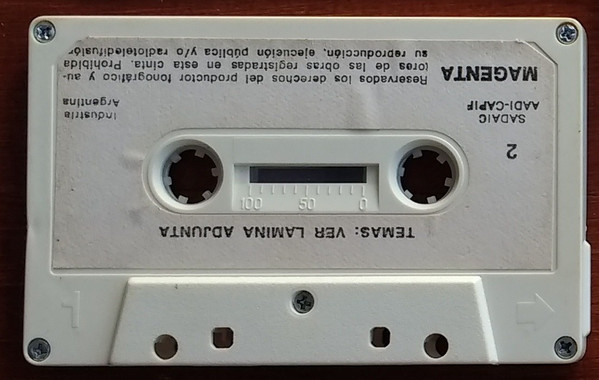 TEMAS: VER LAMINA ADJUNTA
100 50 0
2
SADAIC
AADI-CAPIF
Industria
Argentina
MAGENTA
Reservados los derechos del productor fonográfico y au-
tores de las obras registradas en esta cinta. Prohibida
su reproducción, ejecución pública y/o radioteledifusión